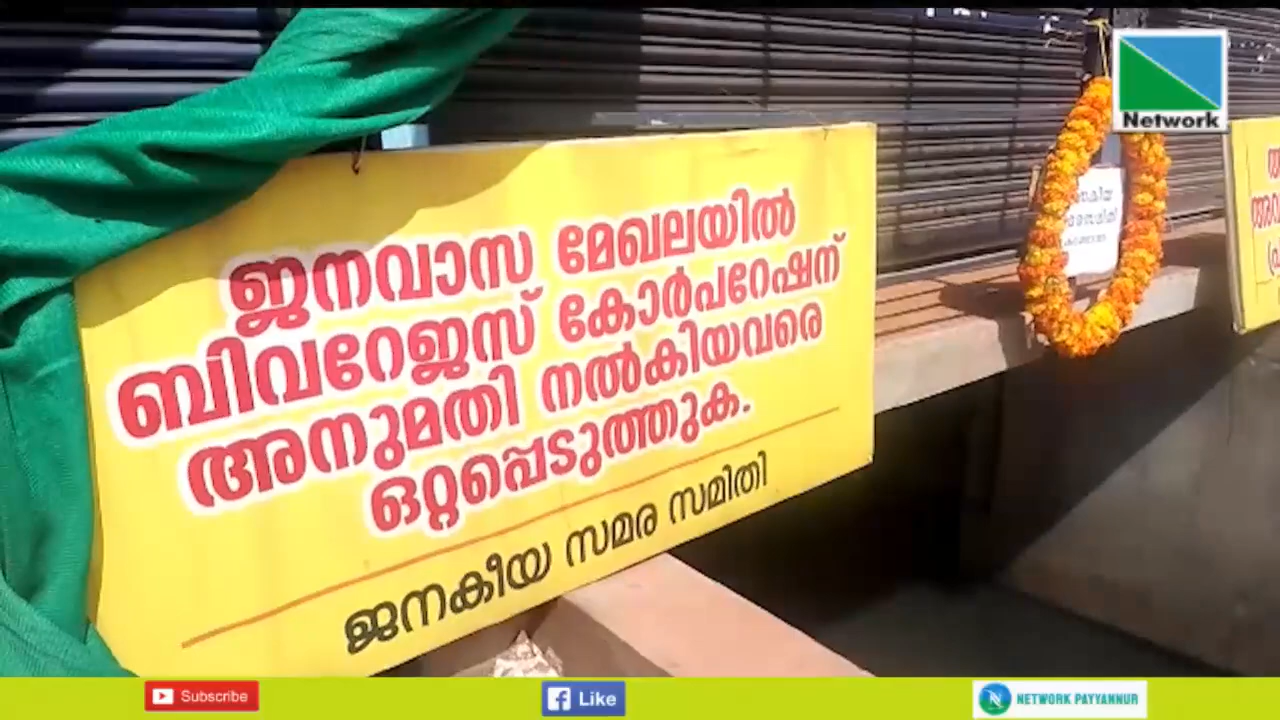 Network
ജനവാസ മേഖലയിൽ
ബിവറേജസ് കോർപറേഷന്
അനുമതി നൽകിയവരെ
ഒറ്റപ്പെടുത്തുക.
ജനകീയ സമര സമിതി
Subscribe
Like
NETWORK PAYYANNUR